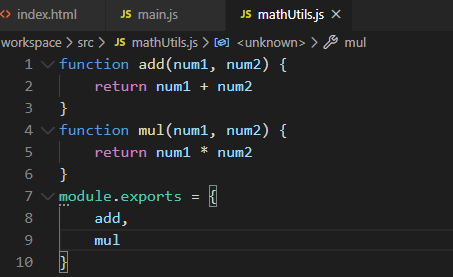 index.html JS main.js JS mathUtils.js
workspace > src > JS mathUtils.js > <unknown> > mul
1 function add(num1, num2) {
2 return num1 + num2
3 }
4 function mul(num1, num2) {
5 return num1 * num2
6 }
7 module.exports = {
8 add,
9 mul
10 }